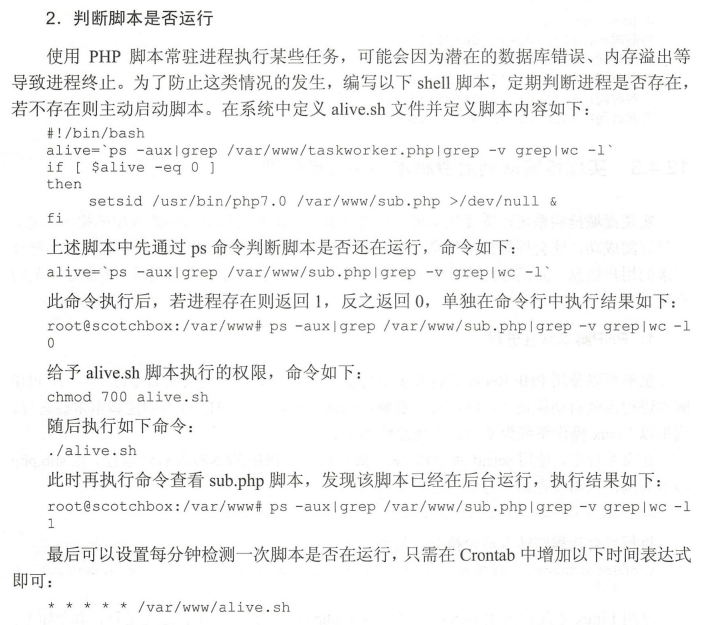 2．判断脚本是否运行
使用 PHP 脚本常驻进程执行某些任务，可能会因为潜在的数据库错误、内存溢出等
导致进程终止。为了防止这类情况的发生，编写以下 shell 脚本，定期判断进程是否存在，
若不存在则主动启动脚本。在系统中定义 alive.sh 文件并定义脚本内容如下：
#!/bin/bash
alive=`ps -aux|grep /var/www/taskworker.php|grep -v grep|wc -l`
if [ $alive -eq 0 ]
then
setsid /usr/bin/php7.0 /var/www/sub.php >/dev/null &
fi
上述脚本中先通过 ps 命令判断脚本是否还在运行，命令如下：
alive=`ps -aux|grep /var/www/sub.php|grep -v grep|wc -l`
此命令执行后，若进程存在则返回 1，反之返回 0，单独在命令行中执行结果如下：
root@scotchbox:/var/www# ps -aux|grep /var/www/sub.php|grep -v grep|wc -l
0
给予 alive.sh 脚本执行的权限，命令如下：
chmod 700 alive.sh
随后执行如下命令：
./alive.sh
此时再执行命令查看 sub.php 脚本，发现该脚本已经在后台运行，执行结果如下：
root@scotchbox:/var/www# ps -aux|grep /var/www/sub.php|grep -v grep|wc -l
1
最后可以设置每分钟检测一次脚本是否在运行，只需在 Crontab 中增加以下时间表达式
即可：
* * * * * /var/www/alive.sh